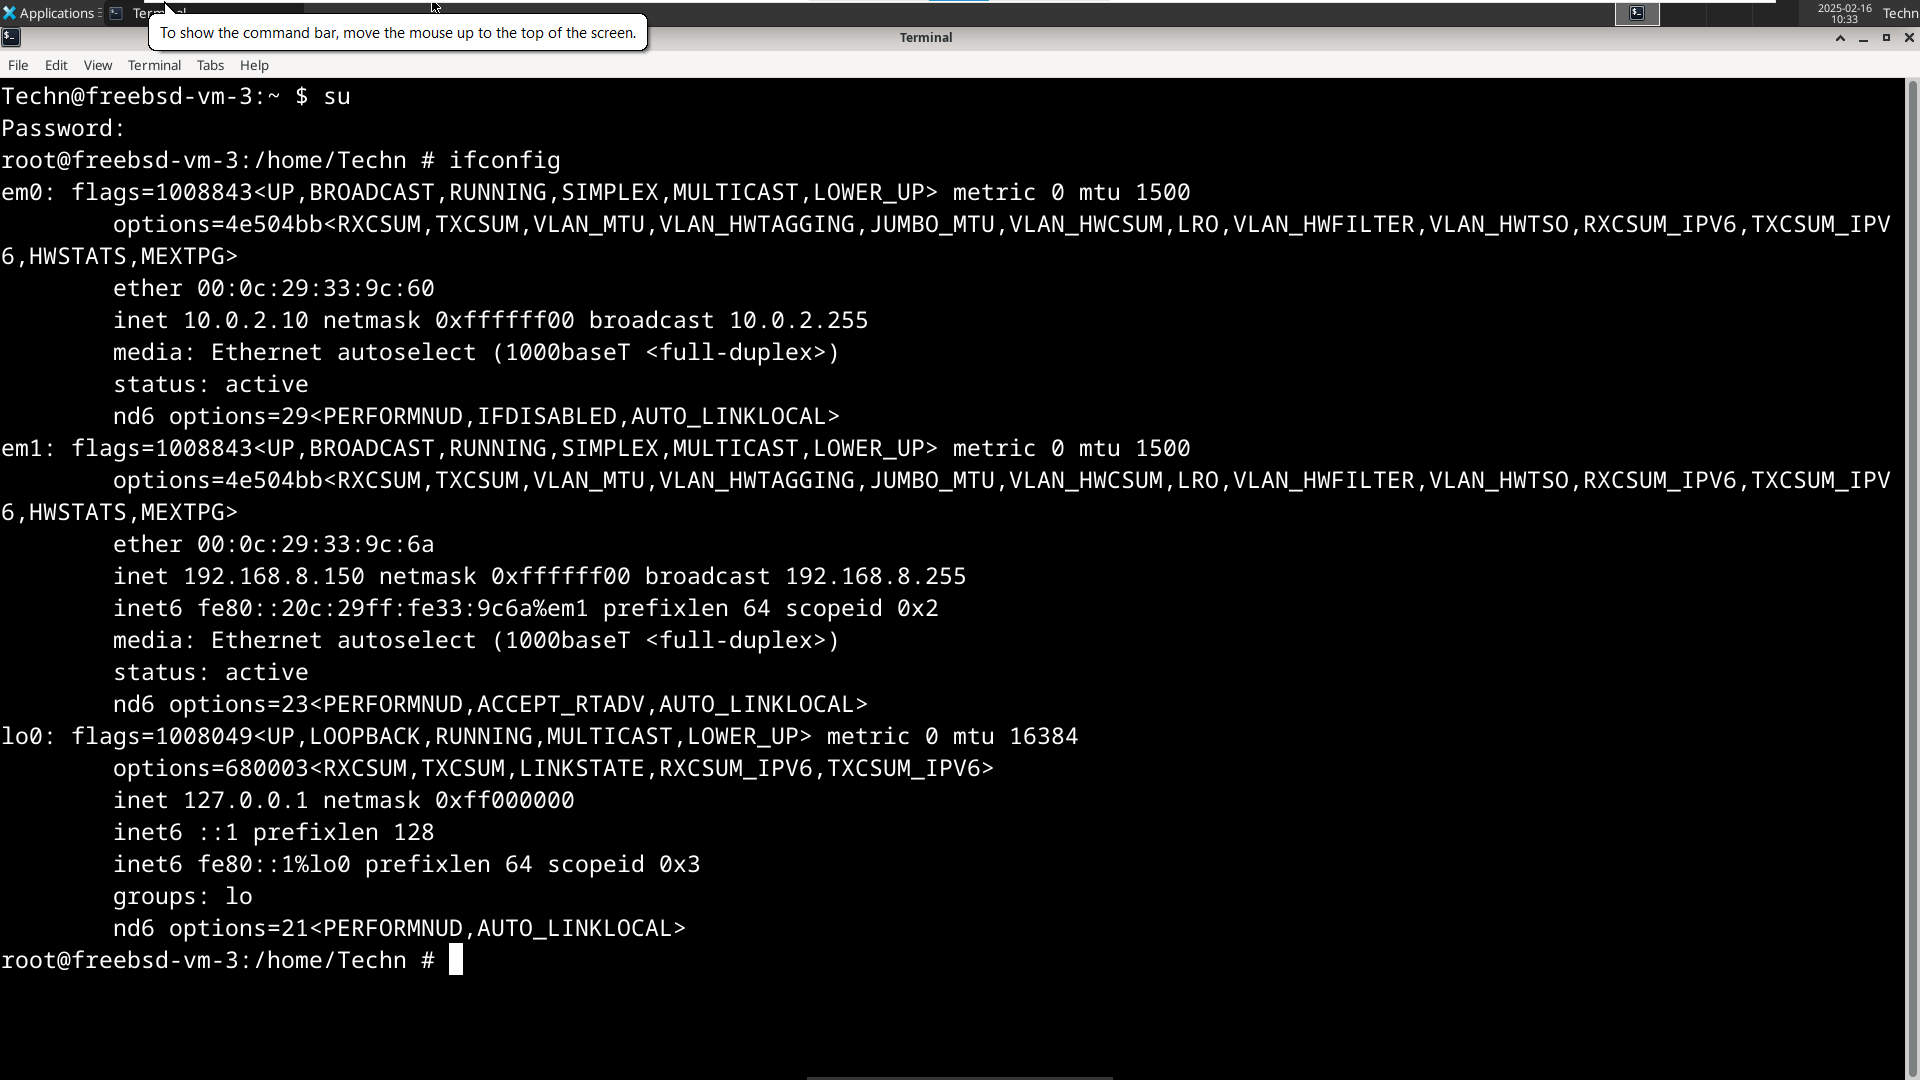 Applications
2025-02-16
10:33
Techn
To show the command bar, move the mouse up to the top of the screen.
Terminal
File Edit View Terminal Tabs Help
Techn@freebsd-vm-3:~ $ su
Password:
root@freebsd-vm-3:/home/Techn # ifconfig
em0: flags=1008843<UP,BROADCAST,RUNNING,SIMPLEX,MULTICAST,LOWER_UP> metric 0 mtu 1500
        options=4e504bb<RXCSUM,TXCSUM,VLAN_MTU,VLAN_HWTAGGING,JUMBO_MTU,VLAN_HWCSUM,LRO,VLAN_HWFILTER,VLAN_HWTSO,RXCSUM_IPV6,TXCSUM_IPV
6,HWSTATS,MEXTPG>
        ether 00:0c:29:33:9c:60
        inet 10.0.2.10 netmask 0xffffff00 broadcast 10.0.2.255
        media: Ethernet autoselect (1000baseT <full-duplex>)
        status: active
        nd6 options=29<PERFORMNUD,IFDISABLED,AUTO_LINKLOCAL>
em1: flags=1008843<UP,BROADCAST,RUNNING,SIMPLEX,MULTICAST,LOWER_UP> metric 0 mtu 1500
        options=4e504bb<RXCSUM,TXCSUM,VLAN_MTU,VLAN_HWTAGGING,JUMBO_MTU,VLAN_HWCSUM,LRO,VLAN_HWFILTER,VLAN_HWTSO,RXCSUM_IPV6,TXCSUM_IPV
6,HWSTATS,MEXTPG>
        ether 00:0c:29:33:9c:6a
        inet 192.168.8.150 netmask 0xffffff00 broadcast 192.168.8.255
        inet6 fe80::20c:29ff:fe33:9c6a%em1 prefixlen 64 scopeid 0x2
        media: Ethernet autoselect (1000baseT <full-duplex>)
        status: active
        nd6 options=23<PERFORMNUD,ACCEPT_RTADV,AUTO_LINKLOCAL>
lo0: flags=1008049<UP,LOOPBACK,RUNNING,MULTICAST,LOWER_UP> metric 0 mtu 16384
        options=680003<RXCSUM,TXCSUM,LINKSTATE,RXCSUM_IPV6,TXCSUM_IPV6>
        inet 127.0.0.1 netmask 0xff000000
        inet6 ::1 prefixlen 128
        inet6 fe80::1%lo0 prefixlen 64 scopeid 0x3
        groups: lo
        nd6 options=21<PERFORMNUD,AUTO_LINKLOCAL>
root@freebsd-vm-3:/home/Techn #